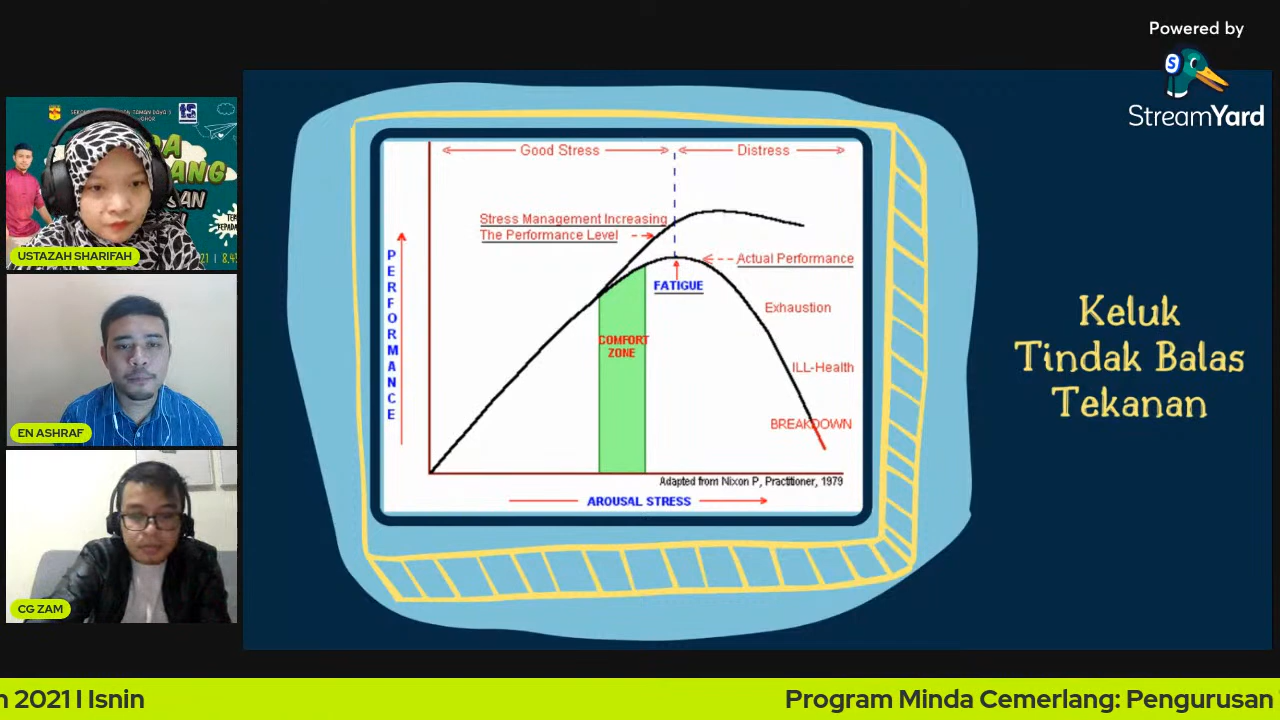 Powered by
StreamYard
USTAZAH SHARIFAH
EN ASHRAF
CG ZAM
Good Stress
Distress
Stress Management Increasing
The Performance Level
Actual Performance
FATIGUE
PERFORMANCE
COMFORT
ZONE
Exhaustion
ILL-Health
BREAKDOWN
Adapted from Nixon P, Practitioner, 1979
AROUSAL STRESS
Keluk
Tindak Balas
Tekanan
2021 I Isnin
Program Minda Cemerlang: Pengurusan